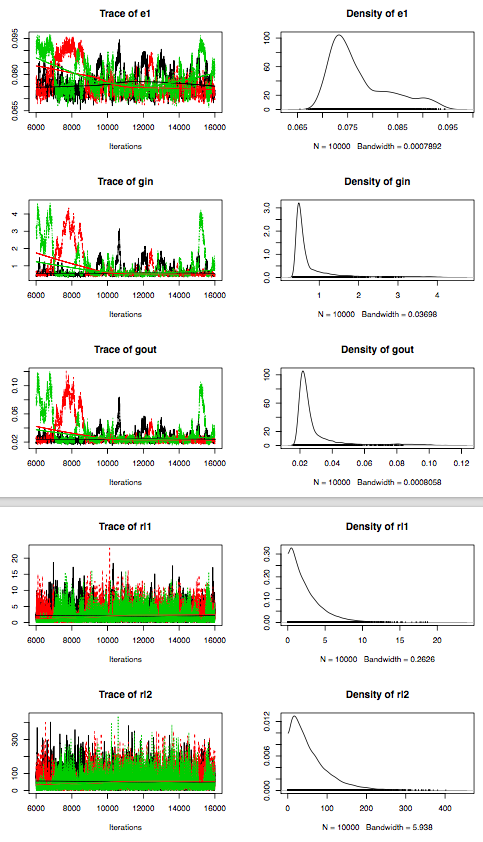 Trace of e1
0.065 0.080 0.095
6000 8000 10000 12000 14000 16000
Iterations
Density of e1
0 20 60 100
0.065 0.075 0.085 0.095
N = 10000 Bandwidth = 0.0007892
Trace of gin
1 2 3 4
6000 8000 10000 12000 14000 16000
Iterations
Density of gin
0.0 1.0 2.0 3.0
1 2 3 4
N = 10000 Bandwidth = 0.03698
Trace of gout
0.02 0.06 0.10
6000 8000 10000 12000 14000 16000
Iterations
Density of gout
0 20 60 100
0.02 0.04 0.06 0.08 0.10 0.12
N = 10000 Bandwidth = 0.0008058
Trace of rl1
0 5 10 15 20
6000 8000 10000 12000 14000 16000
Iterations
Density of rl1
0.00 0.10 0.20 0.30
0 5 10 15 20
N = 10000 Bandwidth = 0.2626
Trace of rl2
0 100 300
6000 8000 10000 12000 14000 16000
Iterations
Density of rl2
0.000 0.006 0.012
0 100 200 300 400
N = 10000 Bandwidth = 5.938